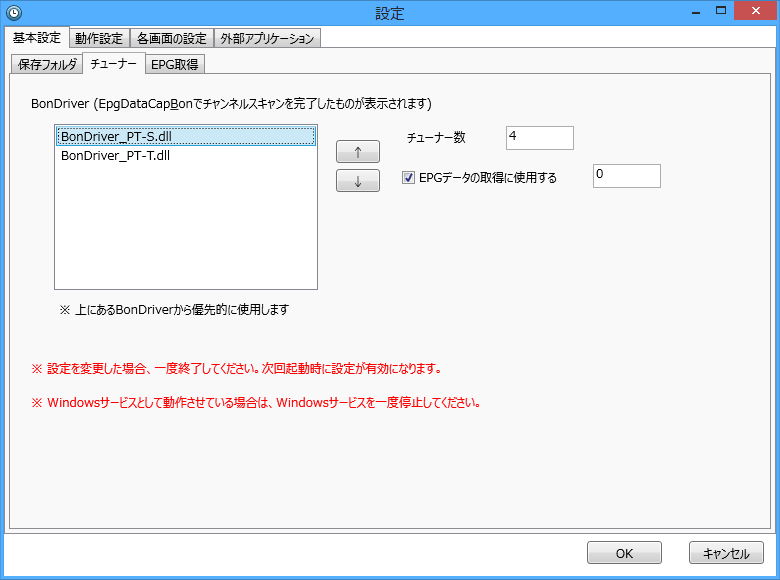 設定
基本設定 動作設定 各画面の設定 外部アプリケーション
保存フォルダ チューナー EPG取得
BonDriver (EpgDataCapBonでチャンネルスキャンを完了したものが表示されます)
BonDriver_PT-S.dll
BonDriver_PT-T.dll
↑
↓
チューナー数 4
EPGデータの取得に使用する 0
※ 上にあるBonDriverから優先的に使用します
※ 設定を変更した場合、一度終了してください。次回起動時に設定が有効になります。
※ Windowsサービスとして動作させている場合は、Windowsサービスを一度停止してください。
OK キャンセル